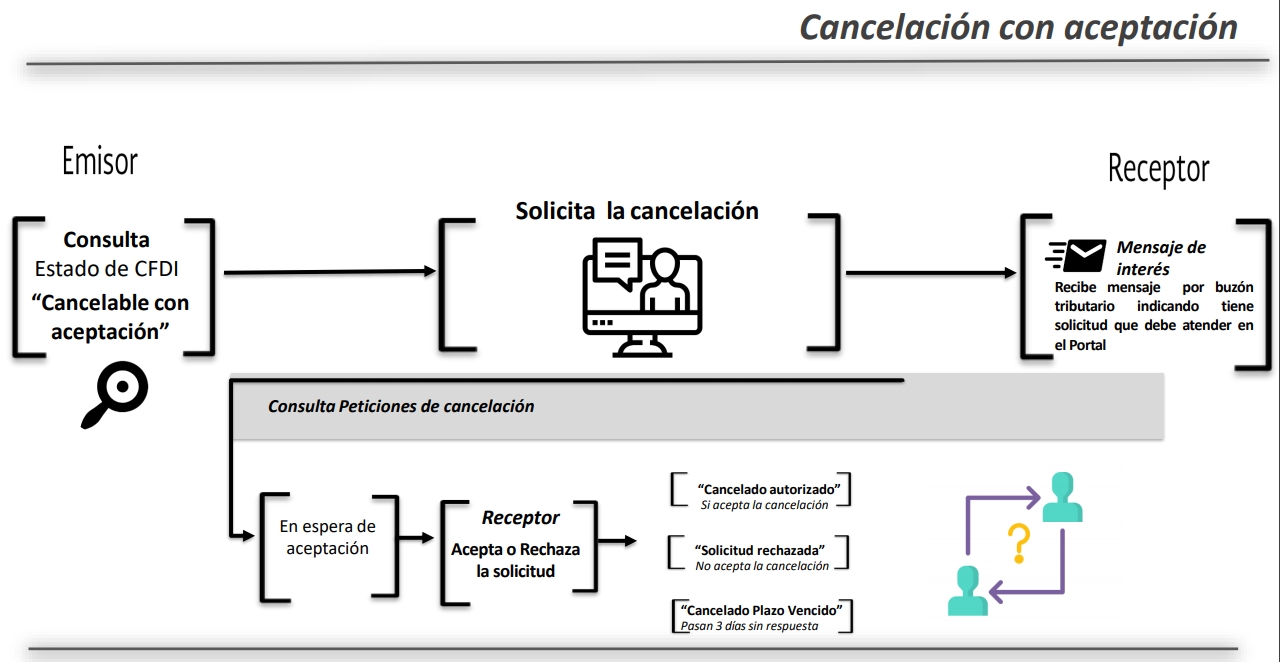 Cancelación con aceptación
Emisor
Receptor
Consulta
Estado de CFDI
“Cancelable con
aceptación”
Solicita la cancelación
Mensaje de
interés
Recibe mensaje por buzón
tributario indicando tiene
solicitud que debe atender en
el Portal
Consulta Peticiones de cancelación
En espera de
aceptación
Receptor
Acepta o Rechaza
la solicitud
“Cancelado autorizado”
Si acepta la cancelación
“Solicitud rechazada”
No acepta la cancelación
“Cancelado Plazo Vencido”
Pasan 3 días sin respuesta
?